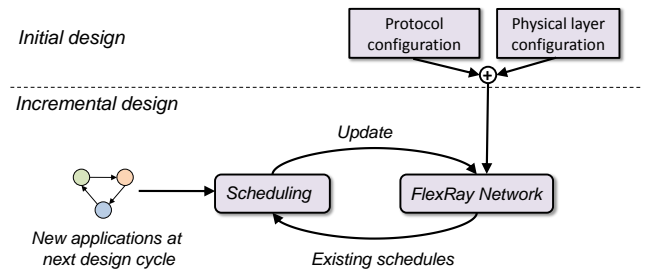 Initial design
Protocol
configuration
Physical layer
configuration
+
Incremental design
Update
Scheduling
FlexRay Network
New applications at
next design cycle
Existing schedules